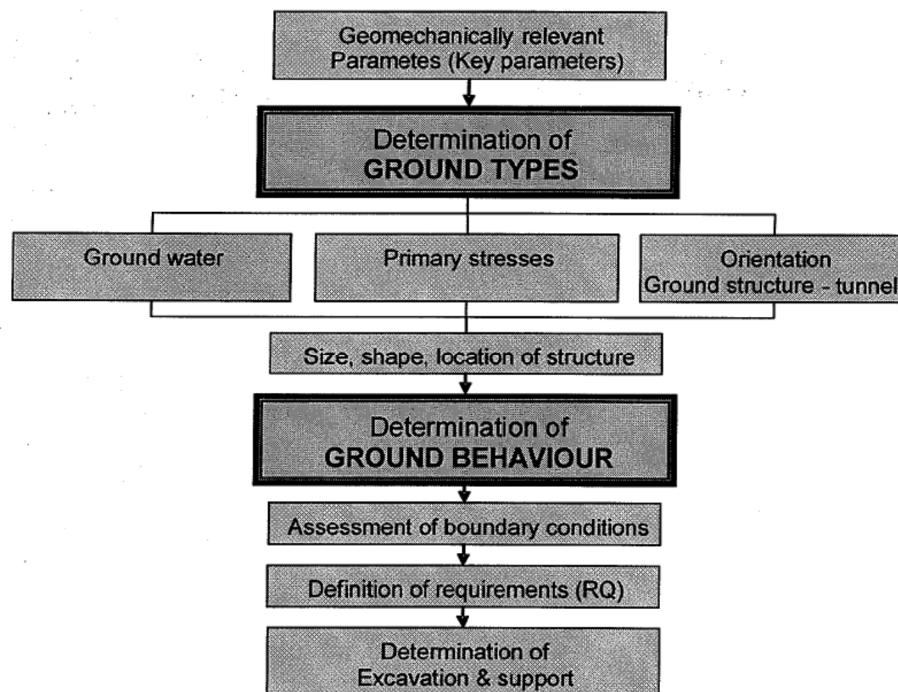 Geomechanically relevant
Parametes (Key parameters)
Determination of
GROUND TYPES
Ground water
Primary stresses
Orientation
Ground structure - tunnel
Size, shape, location of structure
Determination of
GROUND BEHAVIOUR
Assessment of boundary conditions
Definition of requirements (RQ)
Determination of
Excavation & support